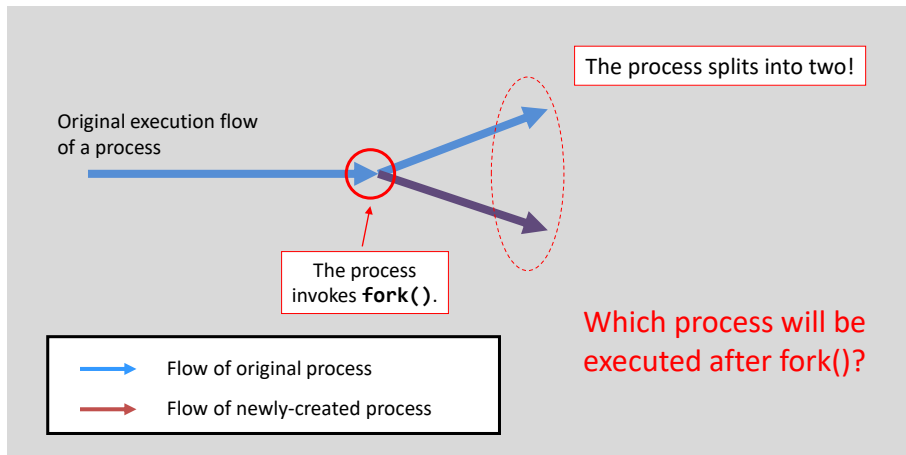 The process splits into two!
Original execution flow
of a process
The process
invokes fork().
Which process will be
executed after fork()?
Flow of original process
Flow of newly-created process